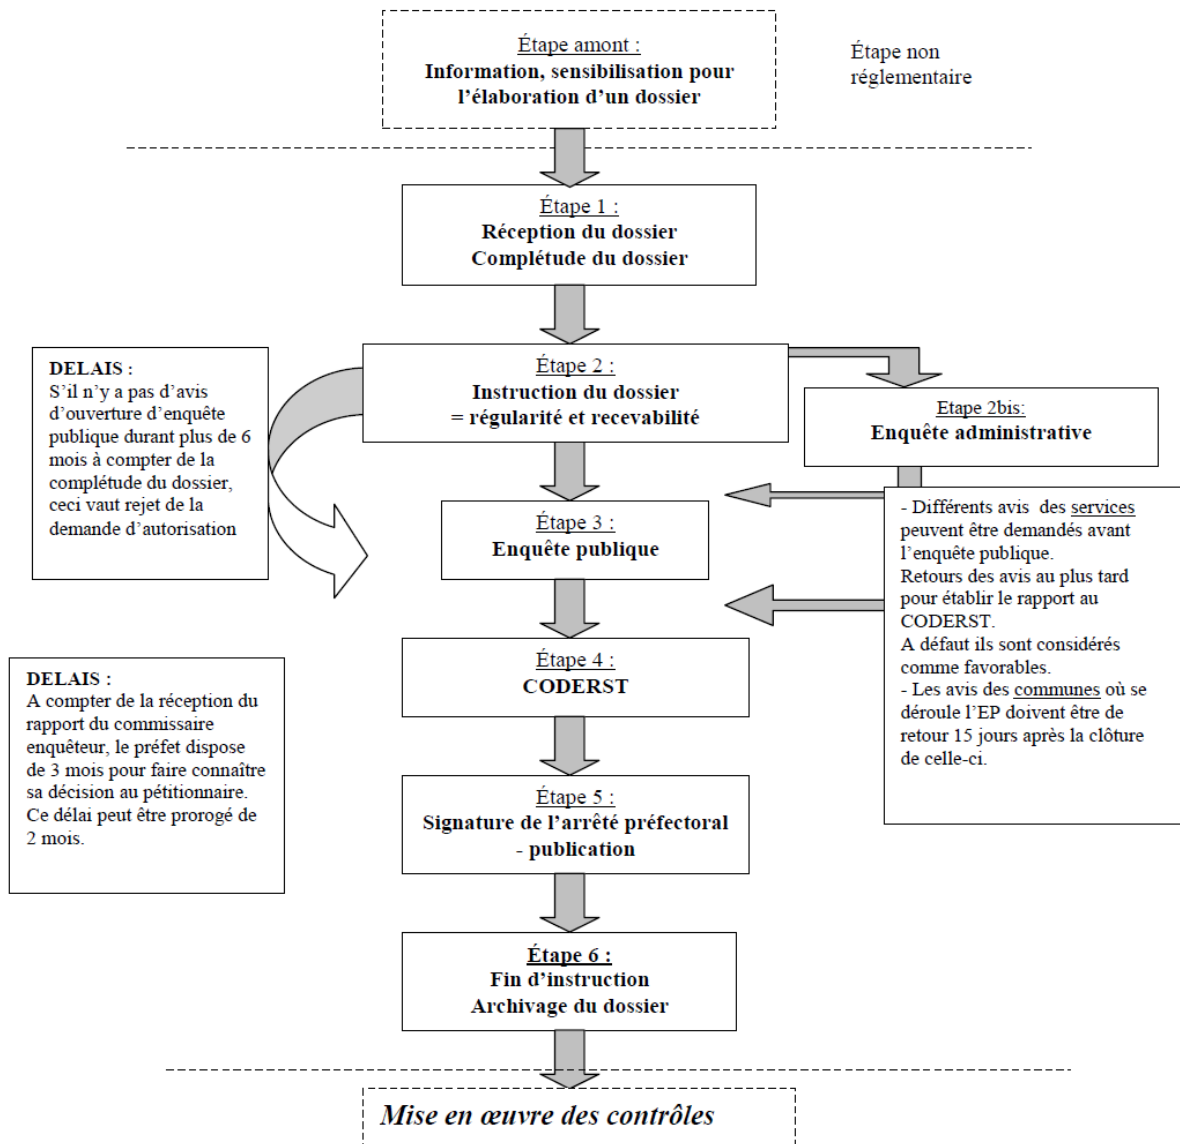 Étape amont :
Information, sensibilisation pour
l'élaboration d'un dossier
Étape non
réglementaire
Étape 1 :
Réception du dossier
Complétude du dossier
DELAIS :
S'il n'y a pas d'avis
d'ouverture d'enquête
publique durant plus de 6
mois à compter de la
complétude du dossier,
ceci vaut rejet de la
demande d'autorisation
Étape 2 :
Instruction du dossier
= régularité et recevabilité
Etape 2bis:
Enquête administrative
- Différents avis des services
peuvent être demandés avant
l'enquête publique.
Retours des avis au plus tard
pour établir le rapport au
CODERST.
A défaut ils sont considérés
comme favorables.
- Les avis des communes où se
déroule l'EP doivent être de
retour 15 jours après la clôture
de celle-ci.
Étape 3 :
Enquête publique
Étape 4 :
CODERST
DELAIS :
A compter de la réception du
rapport du commissaire
enquêteur, le préfet dispose
de 3 mois pour faire connaître
sa décision au pétitionnaire.
Ce délai peut être prorogé de
2 mois.
Étape 5 :
Signature de l'arrêté préfectoral
- publication
Étape 6 :
Fin d'instruction
Archivage du dossier
Mise en œuvre des contrôles